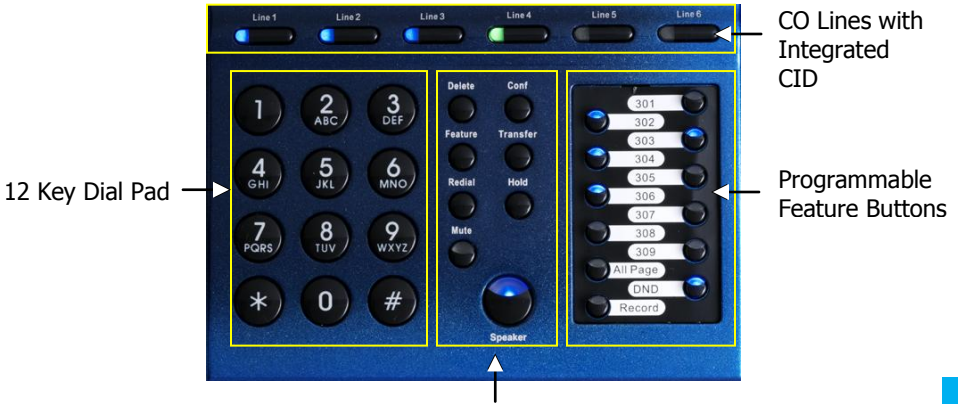 Line 1 Line 2 Line 3 Line 4 Line 5 Line 6
CO Lines with
Integrated
CID
12 Key Dial Pad
1 2 ABC 3 DEF
4 GHI 5 JKL 6 MNO
7 PQRS 8 TUV 9 WXYZ
* 0 #
Delete Conf
Feature Transfer
Redial Hold
Mute
Speaker
301
302
303
304
305
306
307
308
309
All Page
DND
Record
Programmable
Feature Buttons